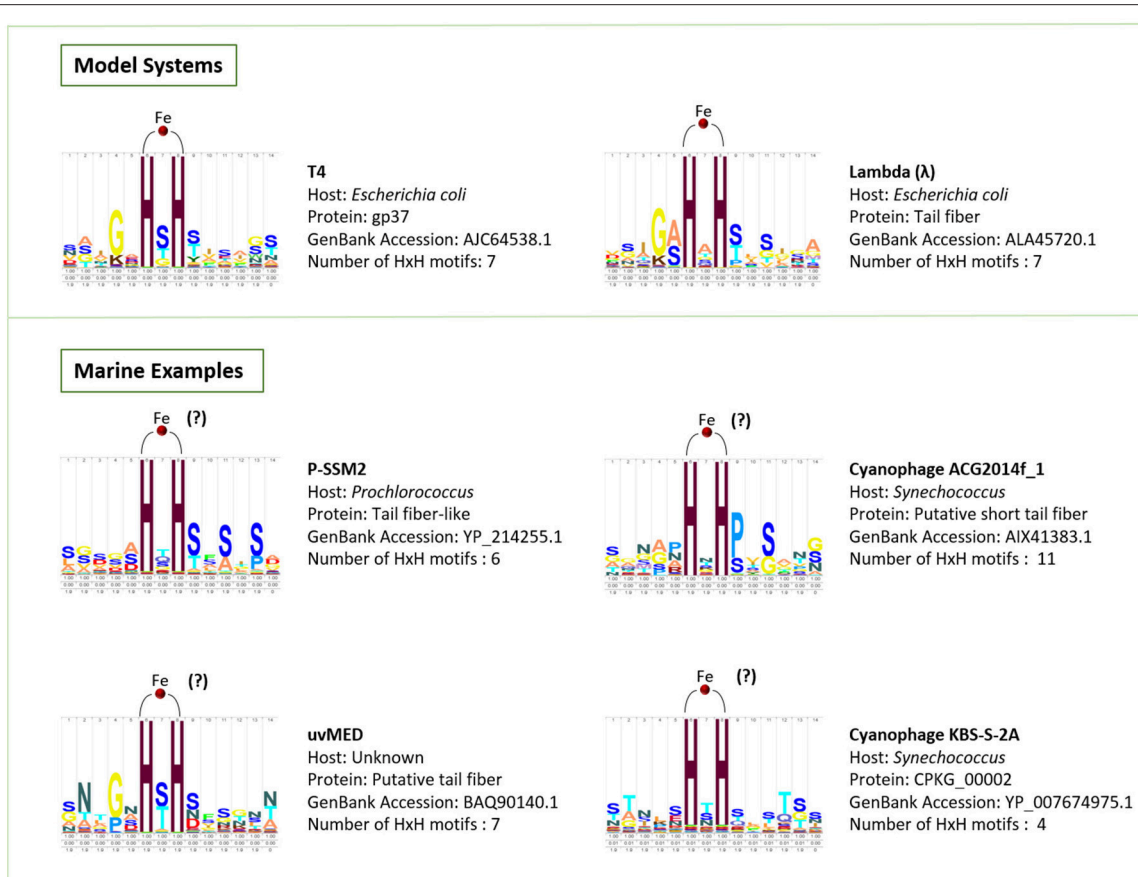 Model Systems
Fe
T4
Host: Escherichia coli
Protein: gp37
GenBank Accession: AJC64538.1
Number of HxH motifs: 7
Fe
Lambda (λ)
Host: Escherichia coli
Protein: Tail fiber
GenBank Accession: ALA45720.1
Number of HxH motifs : 7
Marine Examples
Fe (?)
P-SSM2
Host: Prochlorococcus
Protein: Tail fiber-like
GenBank Accession: YP_214255.1
Number of HxH motifs : 6
Fe (?)
Cyanophage ACG2014f_1
Host: Synechococcus
Protein: Putative short tail fiber
GenBank Accession: AIX41383.1
Number of HxH motifs : 11
Fe (?)
uvMED
Host: Unknown
Protein: Putative tail fiber
GenBank Accession: BAQ90140.1
Number of HxH motifs : 7
Fe (?)
Cyanophage KBS-S-2A
Host: Synechococcus
Protein: CPKG_00002
GenBank Accession: YP_007674975.1
Number of HxH motifs : 4